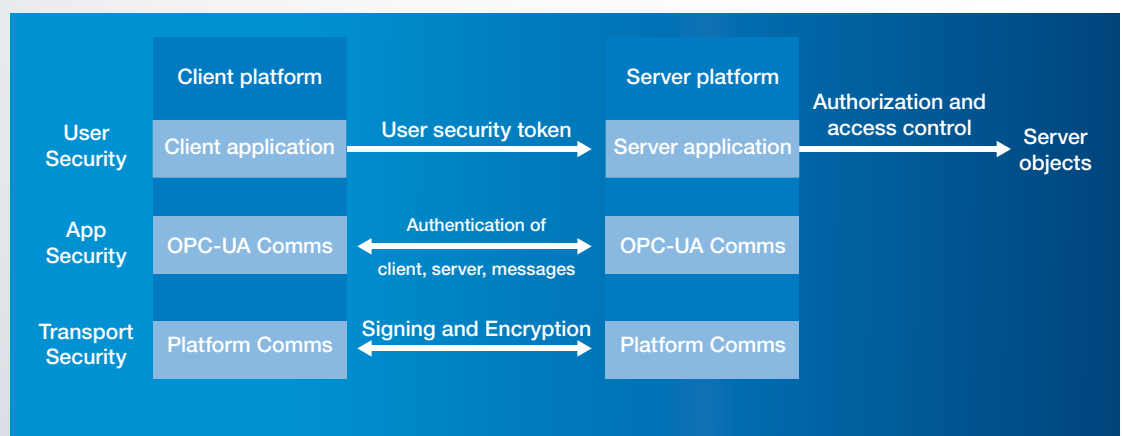 Client platform
Server platform
Authorization and
access control
User
Security
Client application
User security token
Server application
Server
objects
App
Security
OPC-UA Comms
Authentication of
client, server, messages
OPC-UA Comms
Transport
Security
Platform Comms
Signing and Encryption
Platform Comms